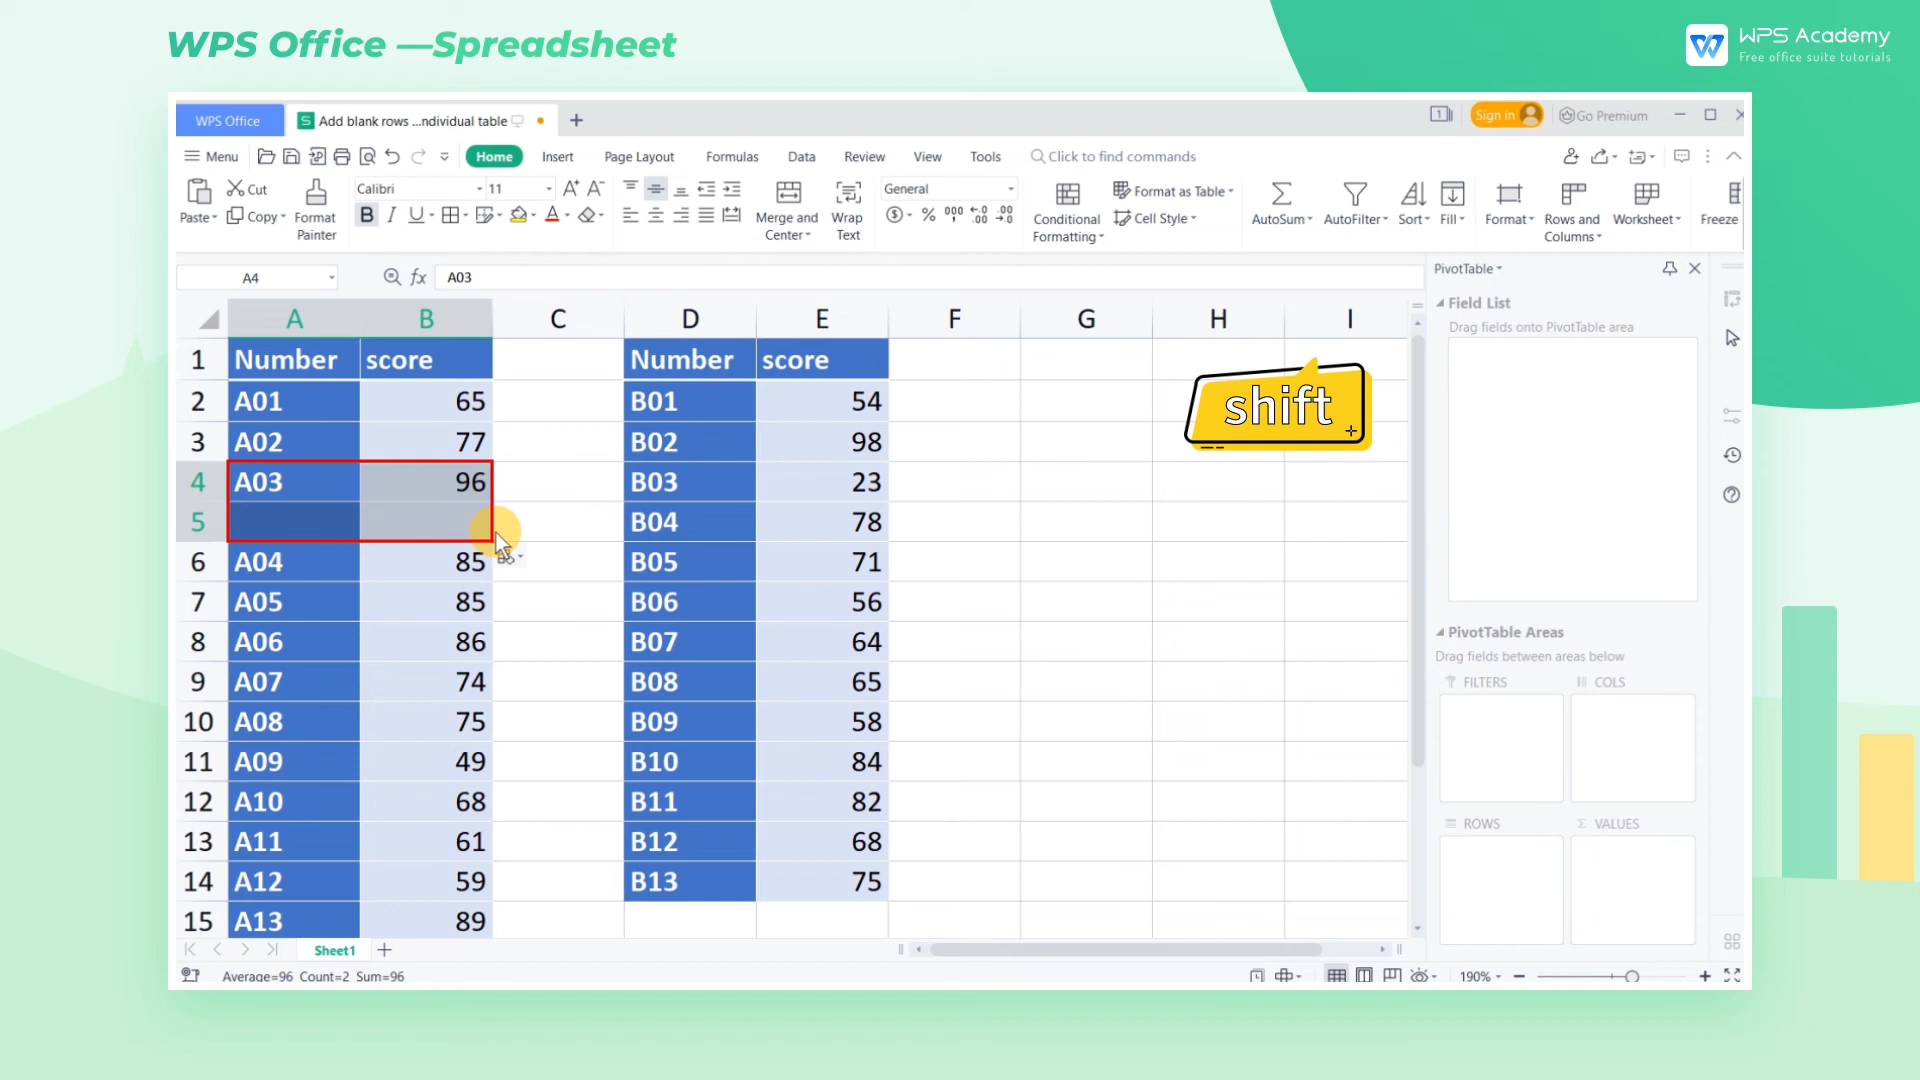 WPS Office —Spreadsheet
WPS Academy
Free office suite tutorials
WPS Office
Add blank rows ...ndividual table
Sign in
Go Premium
Menu
Home
Insert
Page Layout
Formulas
Data
Review
View
Tools
Click to find commands
Paste
Cut
Copy
Format
Painter
Calibri
11
Merge and
Center
Wrap
Text
General
Conditional
Formatting
Format as Table
Cell Style
AutoSum
AutoFilter
Sort
Fill
Format
Rows and
Columns
Worksheet
Freeze
A4
fx
A03
PivotTable
Field List
Drag fields onto PivotTable area
A B C D E F G H I
1 Number score Number score
2 A01 65 B01 54
3 A02 77 B02 98
4 A03 96 B03 23
5 B04 78
6 A04 85 B05 71
7 A05 85 B06 56
8 A06 86 B07 64
9 A07 74 B08 65
10 A08 75 B09 58
11 A09 49 B10 84
12 A10 68 B11 82
13 A11 61 B12 68
14 A12 59 B13 75
15 A13 89
shift
PivotTable Areas
Drag fields between areas below
FILTERS
COLS
ROWS
VALUES
Sheet1
Average=96 Count=2 Sum=96
190%